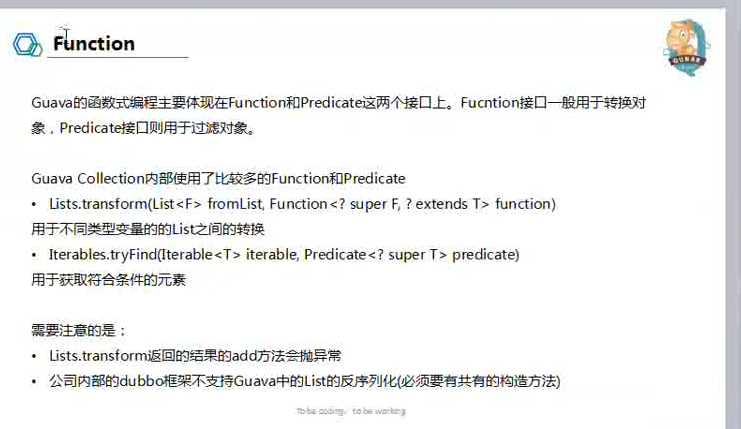 Function
QUNAR
Guava的函数式编程主要体现在Function和Predicate这两个接口上。Fucntion接口一般用于转换对
象，Predicate接口则用于过滤对象。
Guava Collection内部使用了比较多的Function和Predicate
• Lists.transform(List<F> fromList, Function<? super F, ? extends T> function)
用于不同类型变量的的List之间的转换
• Iterables.tryFind(Iterable<T> iterable, Predicate<? super T> predicate)
用于获取符合条件的元素
需要注意的是：
• Lists.transform返回的结果的add方法会抛异常
• 公司内部的dubbo框架不支持Guava中的List的反序列化(必须要有共有的构造方法)
To be coding, to be working